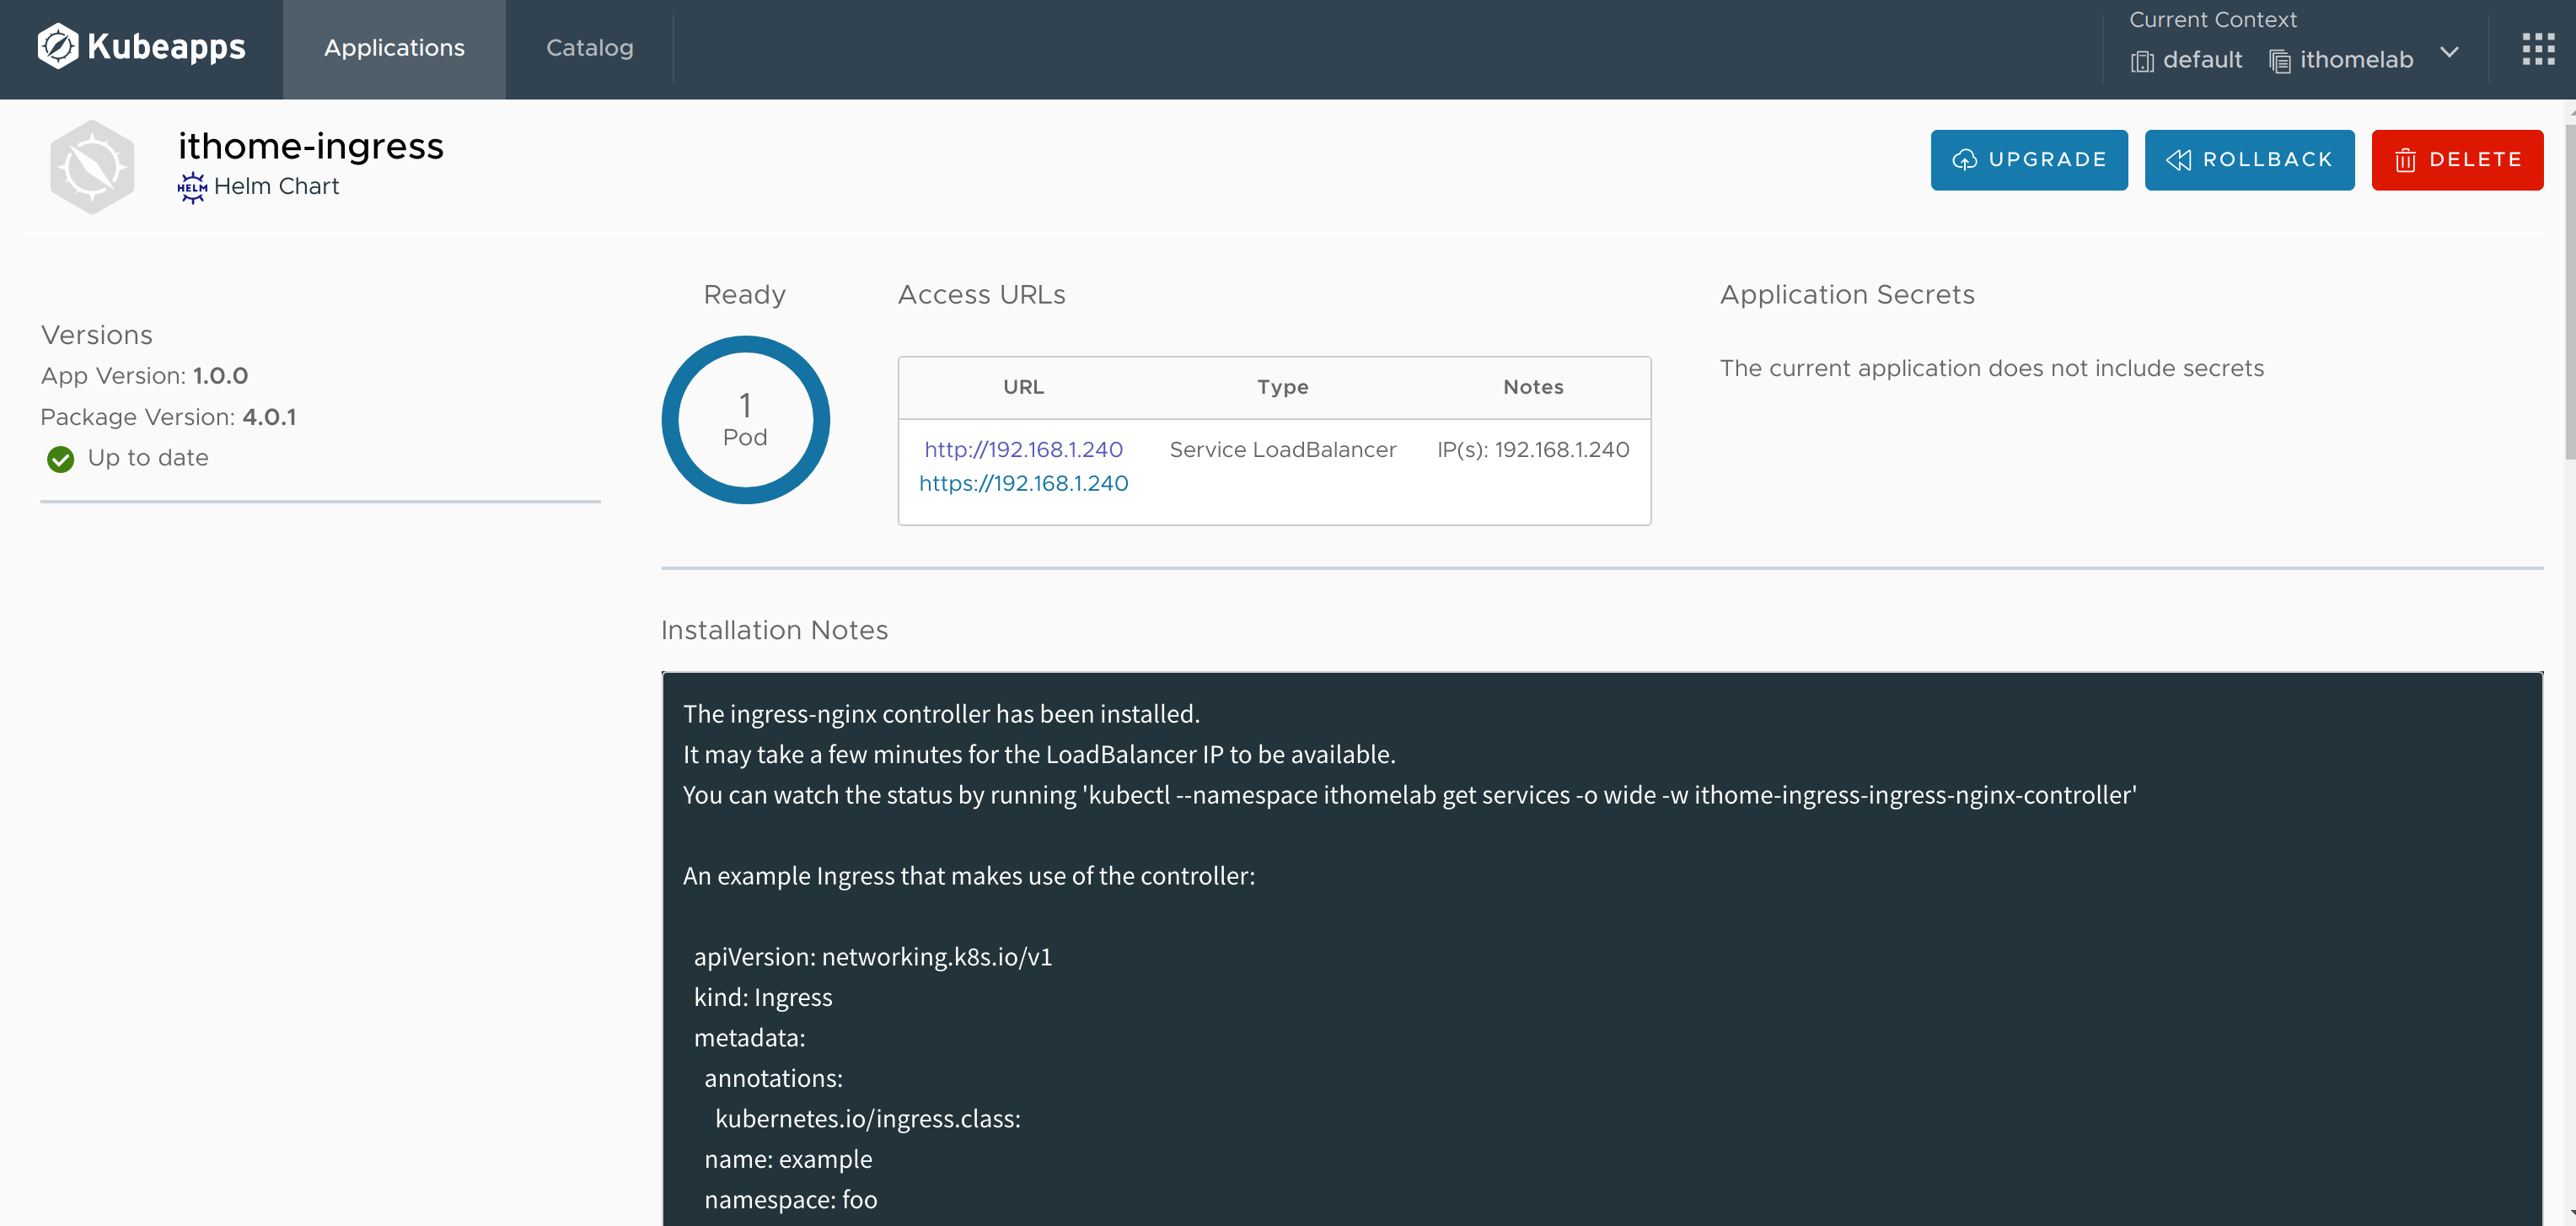 Kubeapps
Applications
Catalog
Current Context
default
ithomelab
ithome-ingress
HELM
Helm Chart
UPGRADE
ROLLBACK
DELETE
Versions
App Version: 1.0.0
Package Version: 4.0.1
Up to date
Ready
1
Pod
Access URLs
URL Type Notes
http://192.168.1.240 Service LoadBalancer IP(s): 192.168.1.240
https://192.168.1.240
Application Secrets
The current application does not include secrets
Installation Notes
The ingress-nginx controller has been installed.
It may take a few minutes for the LoadBalancer IP to be available.
You can watch the status by running 'kubectl --namespace ithomelab get services -o wide -w ithome-ingress-ingress-nginx-controller'
An example Ingress that makes use of the controller:
apiVersion: networking.k8s.io/v1
kind: Ingress
metadata:
annotations:
kubernetes.io/ingress.class:
name: example
namespace: foo